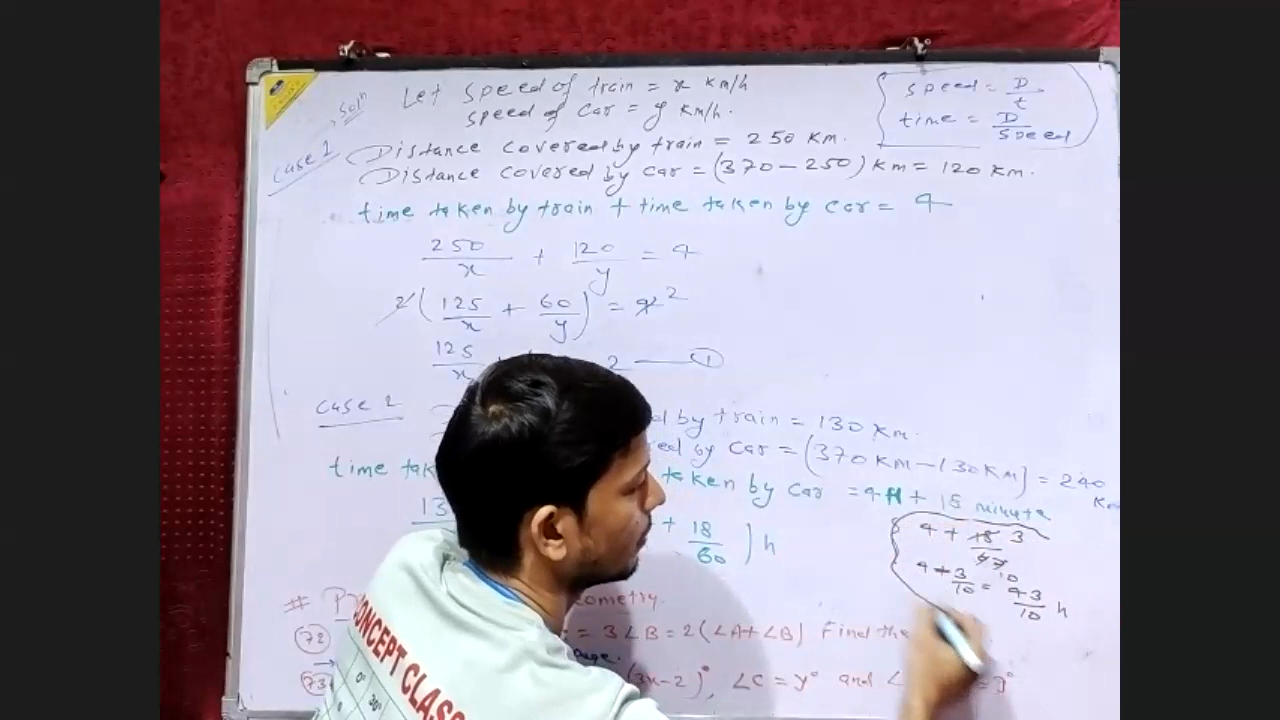 soln Let speed of train = x km/h
speed of car = y km/h.
speed = D/t
time = D/speed
Case 1 Distance covered by train = 250 km.
Distance covered by car = (370 - 250) km = 120 km.
time taken by train + time taken by car = 4
250/x + 120/y = 4
2(125/x + 60/y) = 4 2
125/x 2 — ①
Case 2 by train = 130 km.
by car = (370 km - 130 km) = 240 km
time taken by car = 4 h + 18 minute
13 + 18/60) h
4 + 18/60 3
10
4 + 3/10 = 43/10 h
#
72 = 3∠B = 2(∠A+∠B) Find the
73 (3x-2)°, ∠C = y° and ∠ = 9°
CONCEPT CLASS
0°
30°